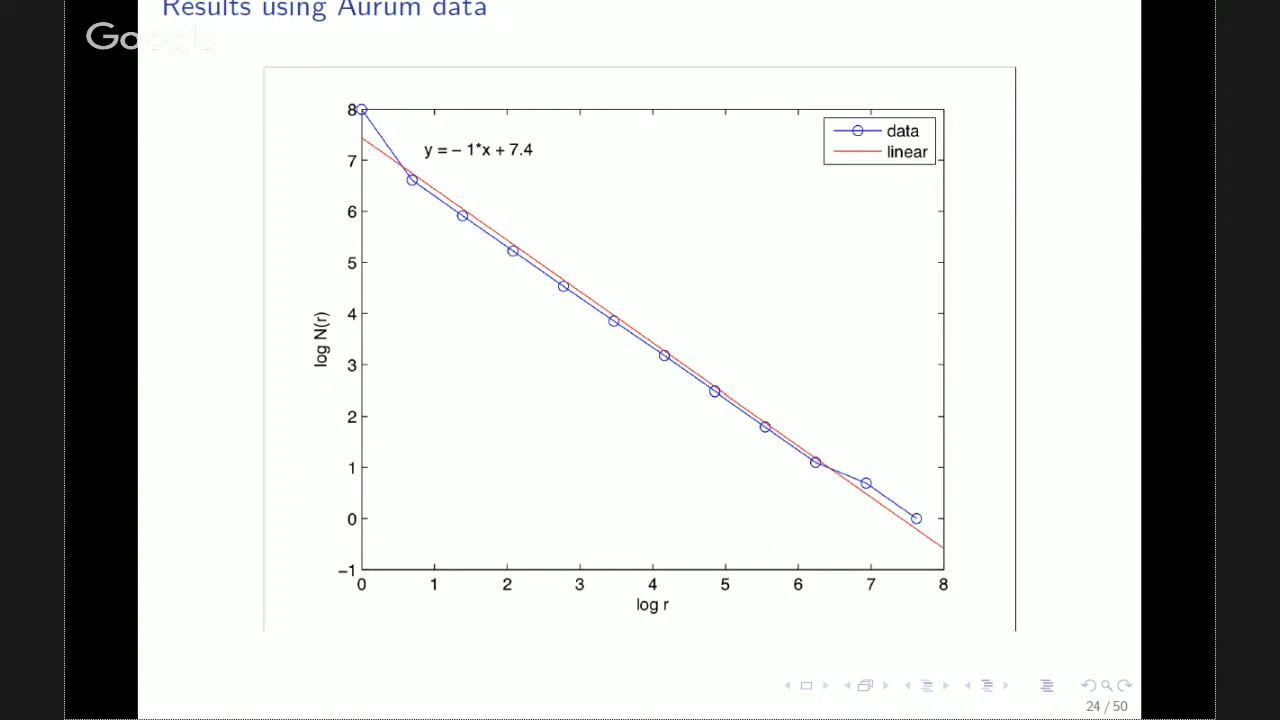 Results using Aurum data
Google
y = – 1*x + 7.4
data
linear
8
7
6
5
4
3
2
1
0
–1
log N(r)
0 1 2 3 4 5 6 7 8
log r
24 / 50